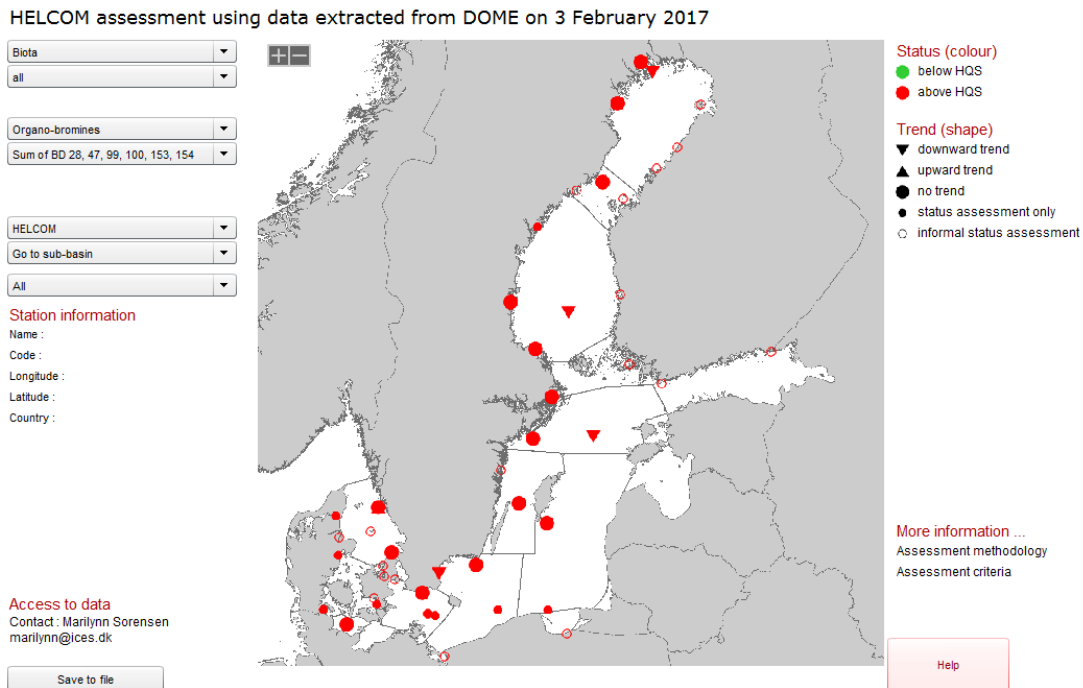 HELCOM assessment using data extracted from DOME on 3 February 2017
Biota
all
Organo-bromines
Sum of BD 28, 47, 99, 100, 153, 154
HELCOM
Go to sub-basin
All
Station information
Name :
Code :
Longitude :
Latitude :
Country :
Access to data
Contact : Marilynn Sorensen
marilynn@ices.dk
Save to file
Status (colour)
below HQS
above HQS
Trend (shape)
downward trend
upward trend
no trend
status assessment only
informal status assessment
More information ...
Assessment methodology
Assessment criteria
Help